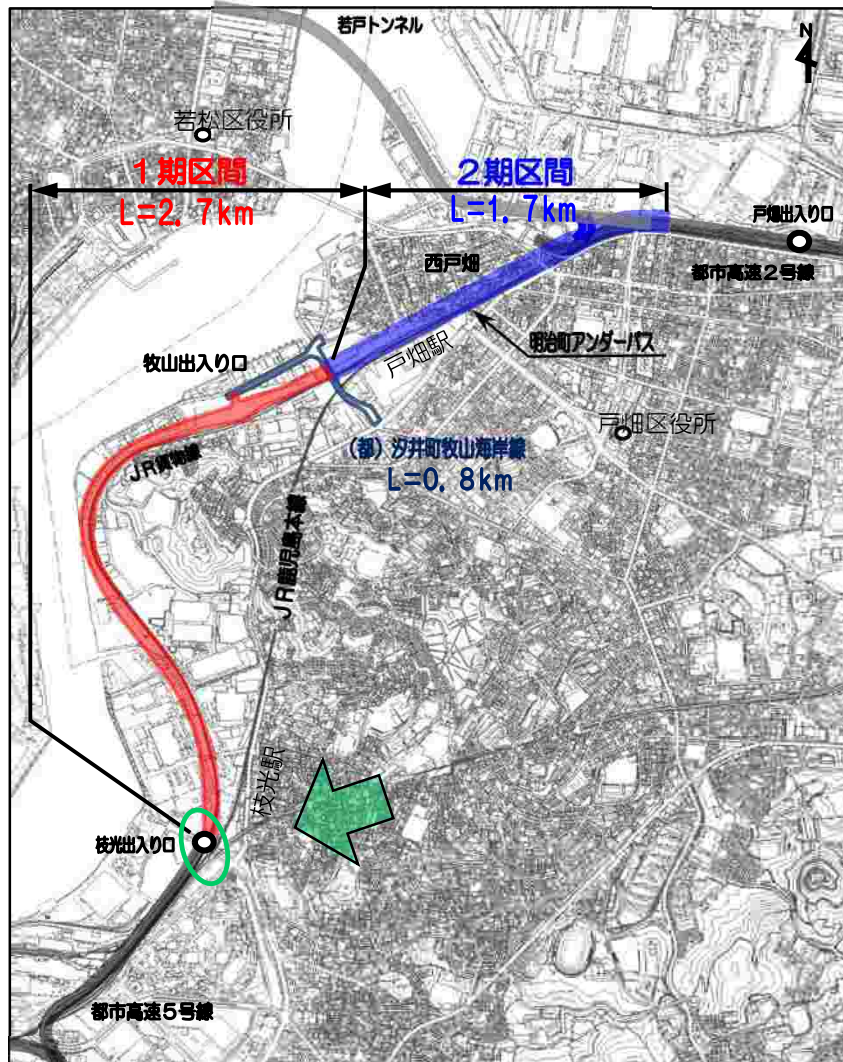 若戸トンネル
N
若松区役所
1期区間
L=2.7km
2期区間
L=1.7km
戸畑出入り口
都市高速2号線
西戸畑
明治町アンダーパス
戸畑駅
牧山出入り口
戸畑区役所
(都)汐井町牧山海岸線
L=0.8km
JR貨物線
JR鹿児島本線
枝光駅
枝光出入り口
都市高速5号線